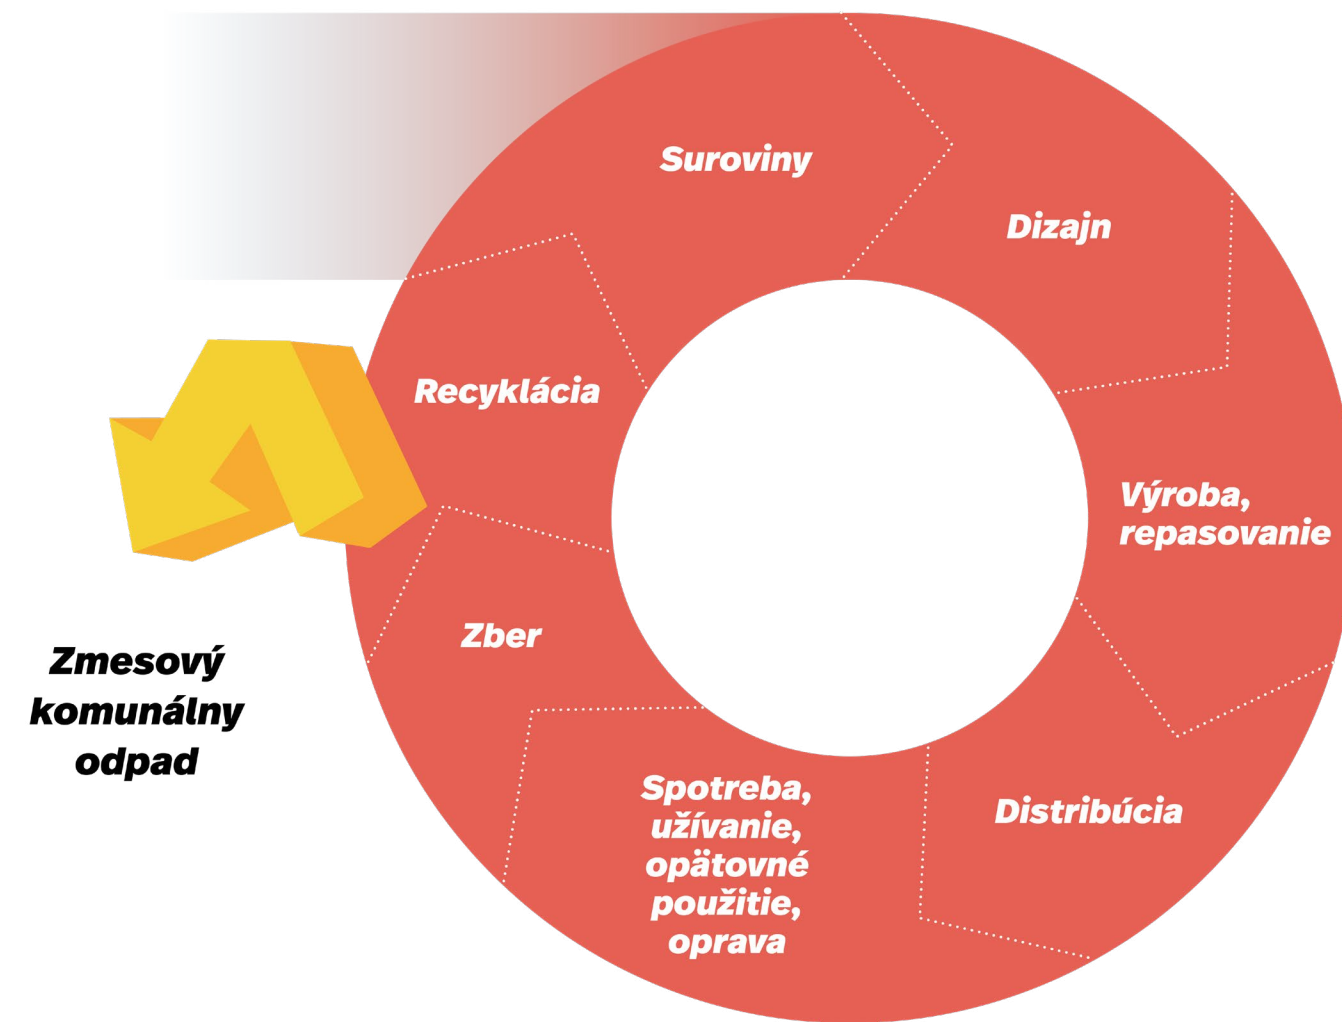 Suroviny
Dizajn
Výroba,
repasovanie
Distribúcia
Spotreba,
užívanie,
opätovné
použitie,
oprava
Zber
Recyklácia
Zmesový
komunálny
odpad